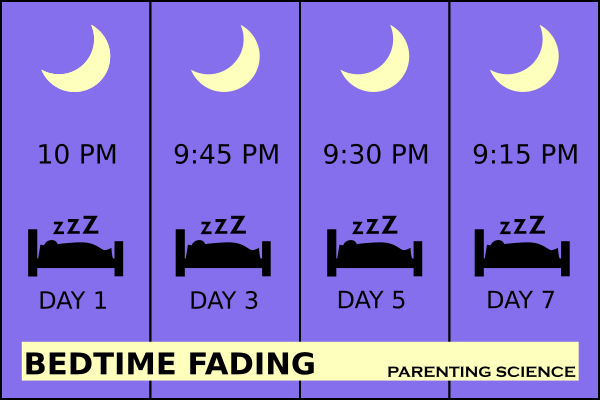 10 PM
9:45 PM
9:30 PM
9:15 PM
zzZ
zzZ
zzZ
zzZ
DAY 1
DAY 3
DAY 5
DAY 7
BEDTIME FADING
PARENTING SCIENCE